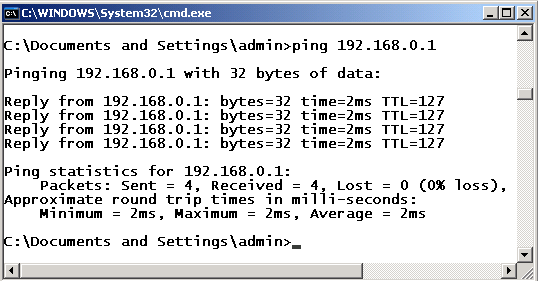 C:\WINDOWS\System32\cmd.exe
C:\Documents and Settings\admin>ping 192.168.0.1
Pinging 192.168.0.1 with 32 bytes of data:
Reply from 192.168.0.1: bytes=32 time=2ms TTL=127
Reply from 192.168.0.1: bytes=32 time=2ms TTL=127
Reply from 192.168.0.1: bytes=32 time=2ms TTL=127
Reply from 192.168.0.1: bytes=32 time=2ms TTL=127
Ping statistics for 192.168.0.1:
    Packets: Sent = 4, Received = 4, Lost = 0 (0% loss),
Approximate round trip times in milli-seconds:
    Minimum = 2ms, Maximum = 2ms, Average = 2ms
C:\Documents and Settings\admin>_